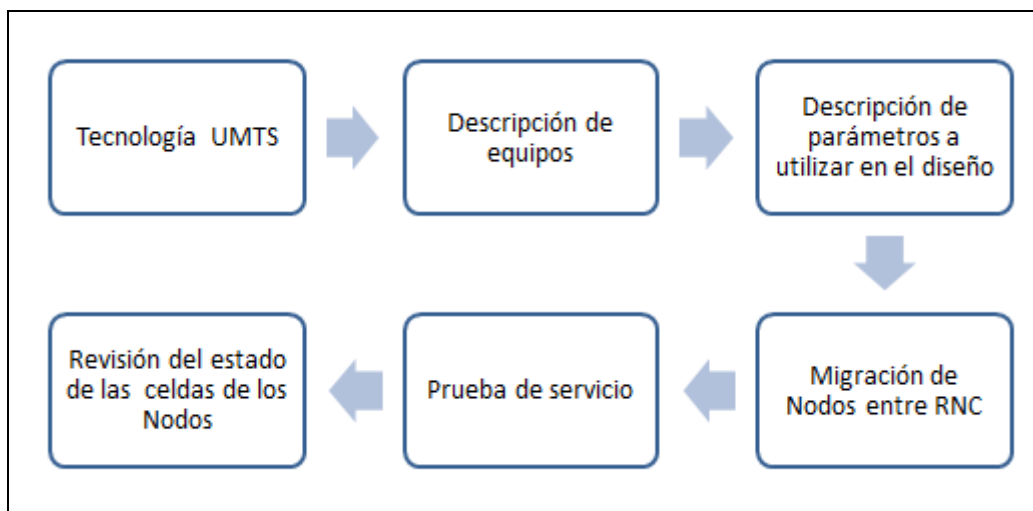 Tecnología UMTS
Descripción de
equipos
Descripción de
parámetros a
utilizar en el diseño
Migración de
Nodos entre RNC
Prueba de servicio
Revisión del estado
de las celdas de los
Nodos